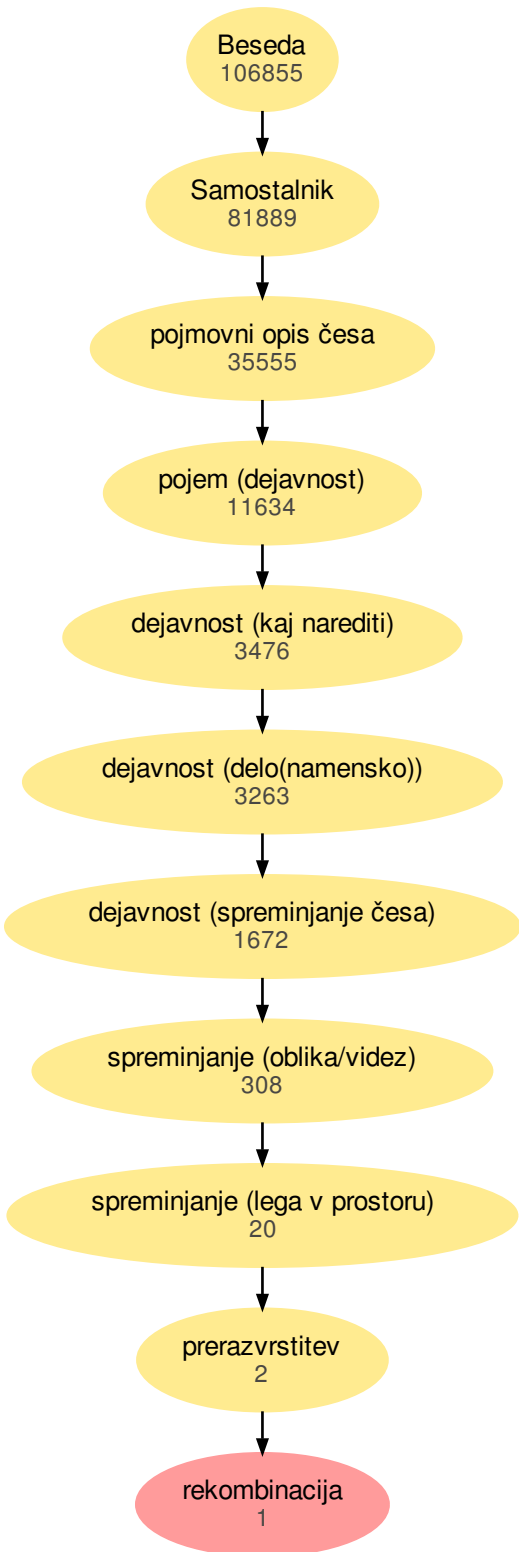 Beseda
106855
Samostalnik
81889
pojmovni opis česa
35555
pojem (dejavnost)
11634
dejavnost (kaj narediti)
3476
dejavnost (delo(namensko))
3263
dejavnost (spreminjanje česa)
1672
spreminjanje (oblika/videz)
308
spreminjanje (lega v prostoru)
20
prerazvrstitev
2
rekombinacija
1